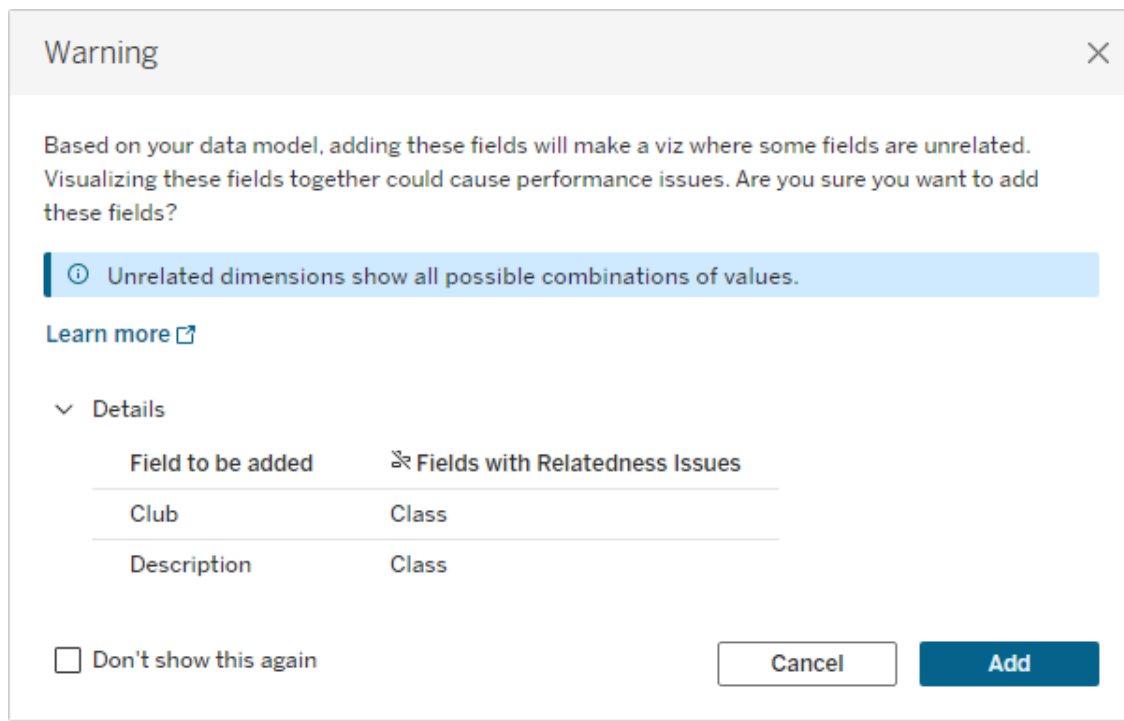 Warning
Based on your data model, adding these fields will make a viz where some fields are unrelated.
Visualizing these fields together could cause performance issues. Are you sure you want to add
these fields?
Unrelated dimensions show all possible combinations of values.
Learn more
Details
Field to be added Fields with Relatedness Issues
Club Class
Description Class
Don't show this again Cancel Add